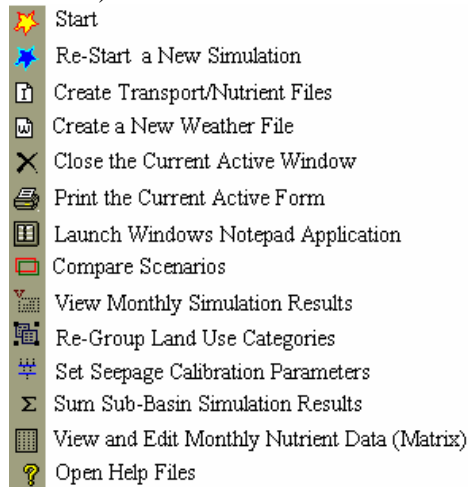 Start
Re-Start a New Simulation
Create Transport/Nutrient Files
Create a New Weather File
Close the Current Active Window
Print the Current Active Form
Launch Windows Notepad Application
Compare Scenarios
View Monthly Simulation Results
Re-Group Land Use Categories
Set Seepage Calibration Parameters
Σ Sum Sub-Basin Simulation Results
View and Edit Monthly Nutrient Data (Matrix)
? Open Help Files